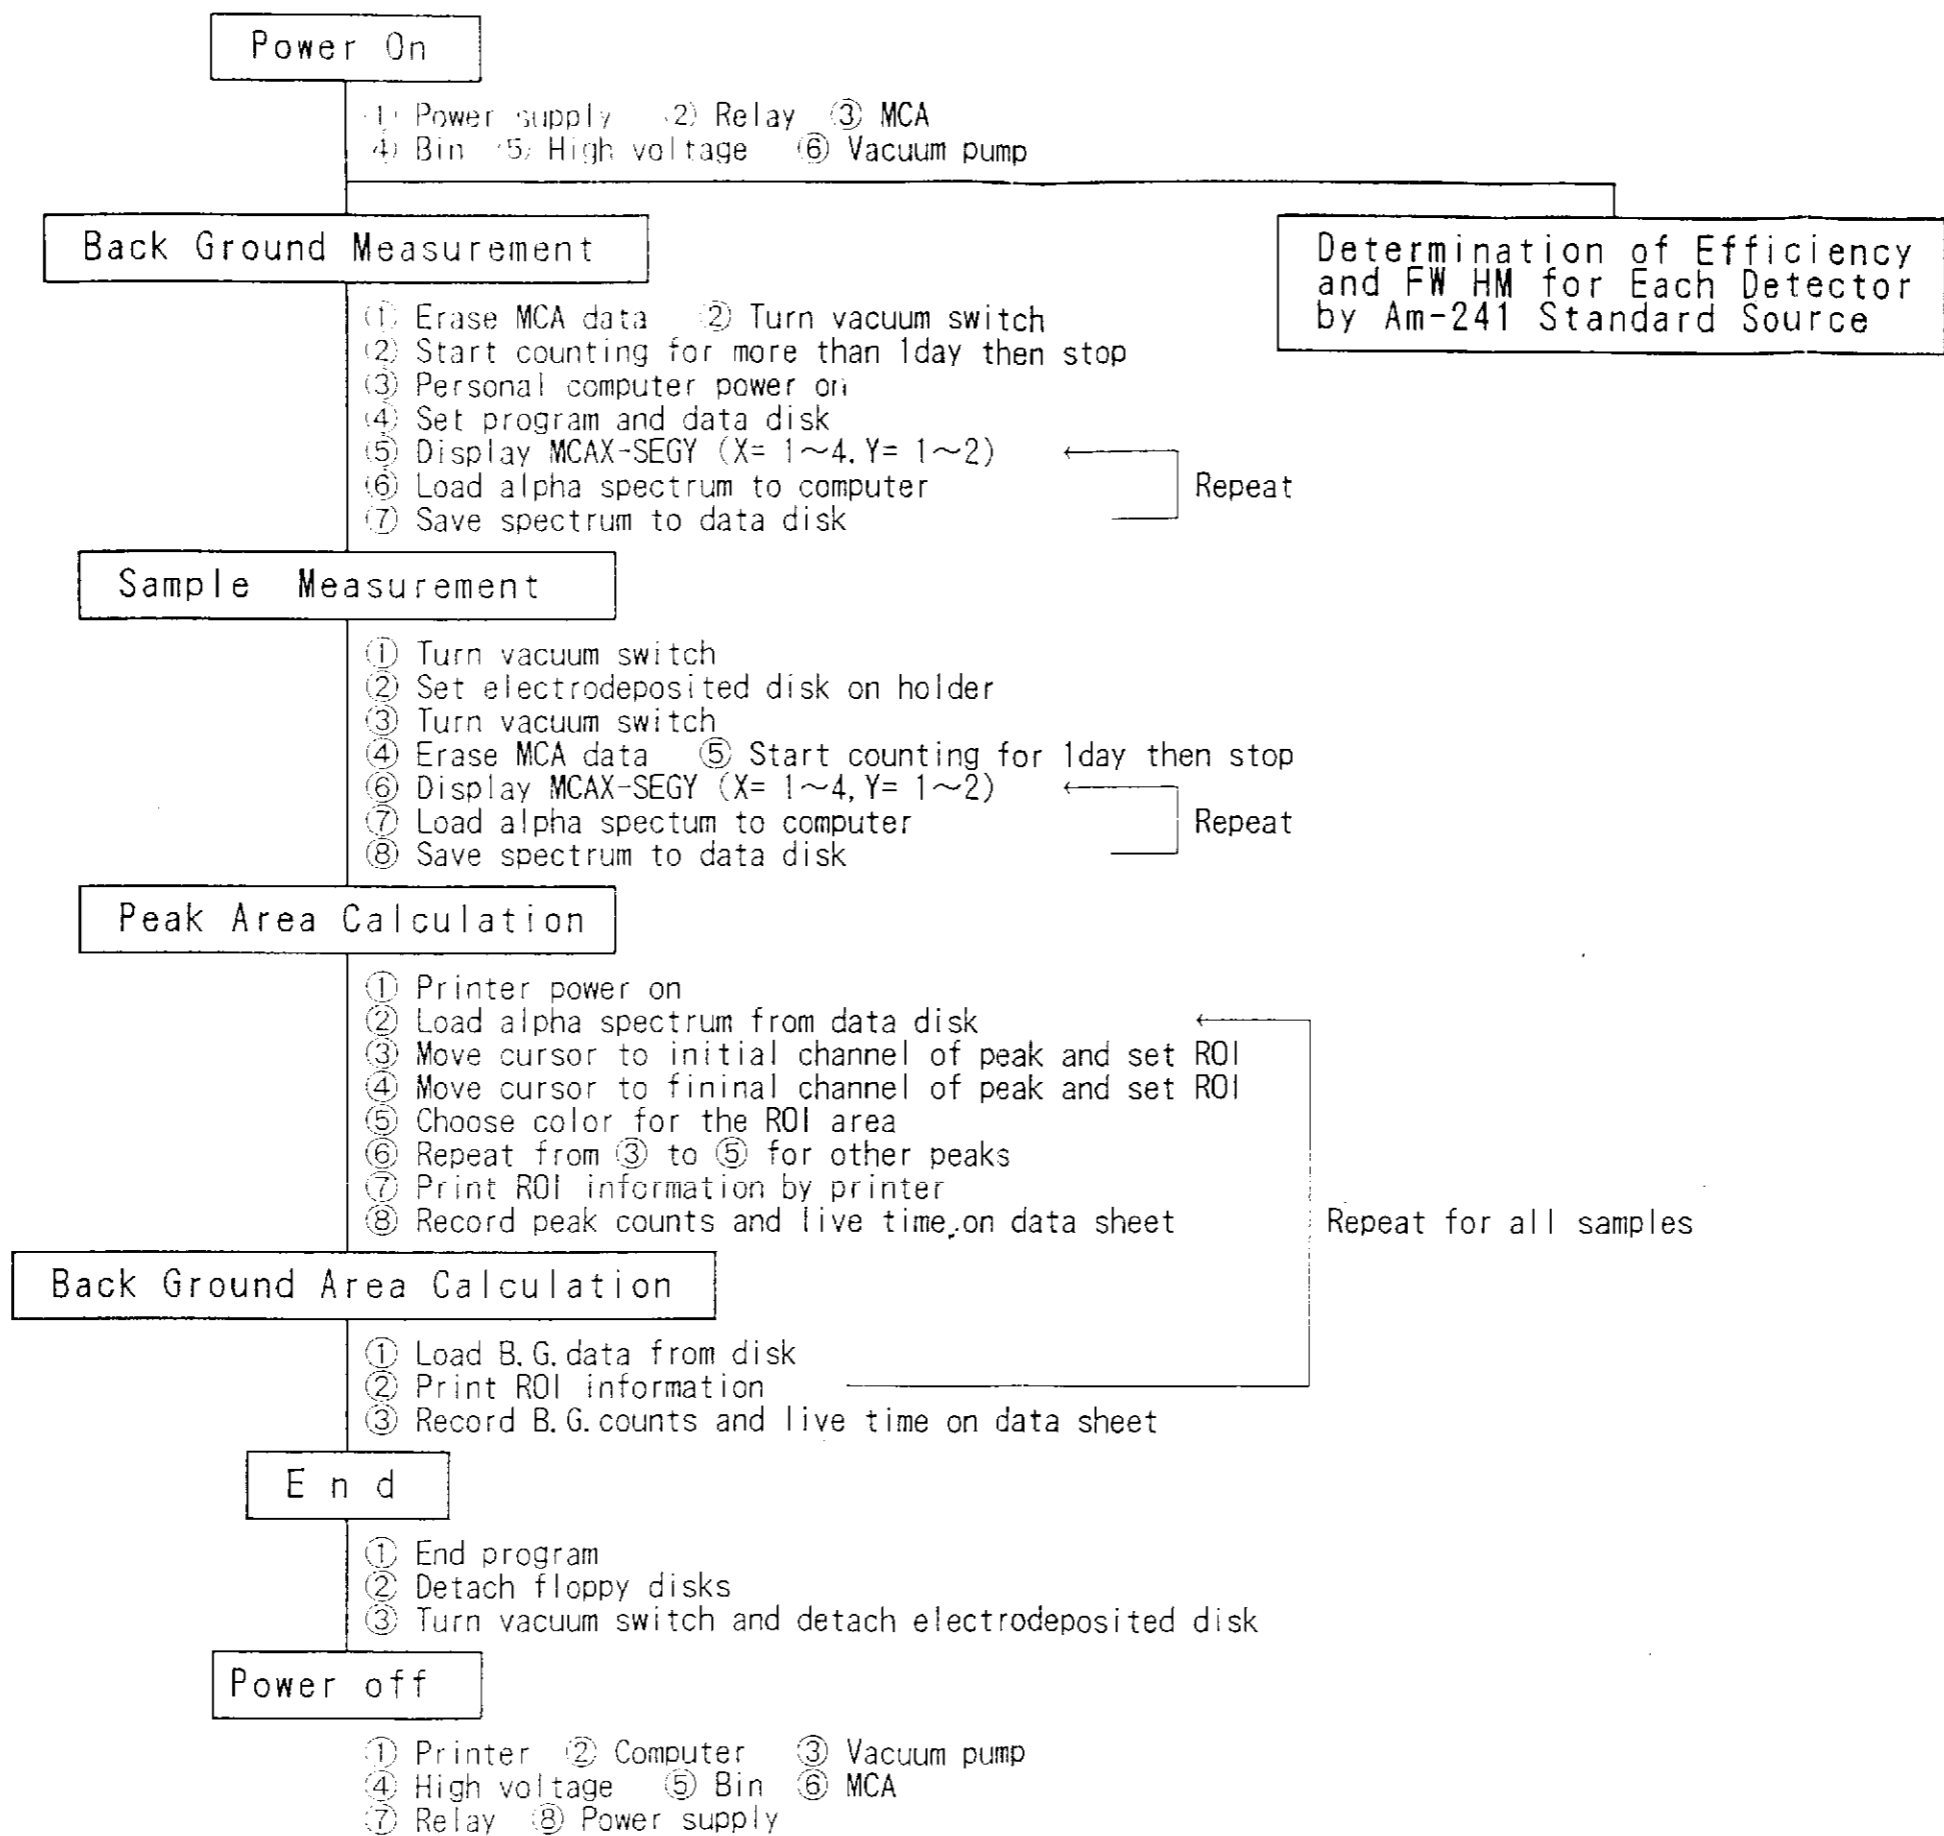 Power On
① Power supply ② Relay ③ MCA
④ Bin ⑤ High voltage ⑥ Vacuum pump
Back Ground Measurement
Determination of Efficiency
and FW HM for Each Detector
by Am-241 Standard Source
① Erase MCA data ② Turn vacuum switch
② Start counting for more than 1day then stop
③ Personal computer power on
④ Set program and data disk
⑤ Display MCAX-SEGY (X= 1～4, Y= 1～2)
⑥ Load alpha spectrum to computer
Repeat
⑦ Save spectrum to data disk
Sample Measurement
① Turn vacuum switch
② Set electrodeposited disk on holder
③ Turn vacuum switch
④ Erase MCA data ⑤ Start counting for 1day then stop
⑥ Display MCAX-SEGY (X= 1～4, Y= 1～2)
⑦ Load alpha spectum to computer
Repeat
⑧ Save spectrum to data disk
Peak Area Calculation
① Printer power on
② Load alpha spectrum from data disk
③ Move cursor to initial channel of peak and set ROI
④ Move cursor to fininal channel of peak and set ROI
⑤ Choose color for the ROI area
⑥ Repeat from ③ to ⑤ for other peaks
⑦ Print ROI information by printer
⑧ Record peak counts and live time on data sheet
Repeat for all samples
Back Ground Area Calculation
① Load B.G.data from disk
② Print ROI information
③ Record B.G.counts and live time on data sheet
End
① End program
② Detach floppy disks
③ Turn vacuum switch and detach electrodeposited disk
Power off
① Printer ② Computer ③ Vacuum pump
④ High voltage ⑤ Bin ⑥ MCA
⑦ Relay ⑧ Power supply